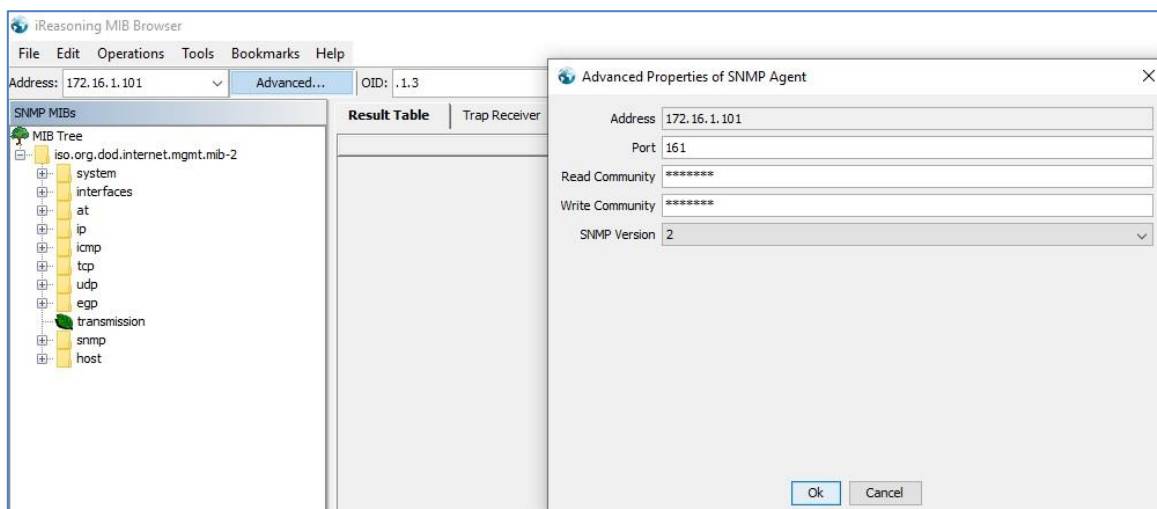 iReasoning MIB Browser
File Edit Operations Tools Bookmarks Help
Address: 172.16.1.101 Advanced... OID: .1.3
SNMP MIBs
MIB Tree
iso.org.dod.internet.mgmt.mib-2
system
interfaces
at
ip
icmp
tcp
udp
egp
transmission
snmp
host
Result Table Trap Receiver
Advanced Properties of SNMP Agent
Address 172.16.1.101
Port 161
Read Community *******
Write Community *******
SNMP Version 2
Ok Cancel